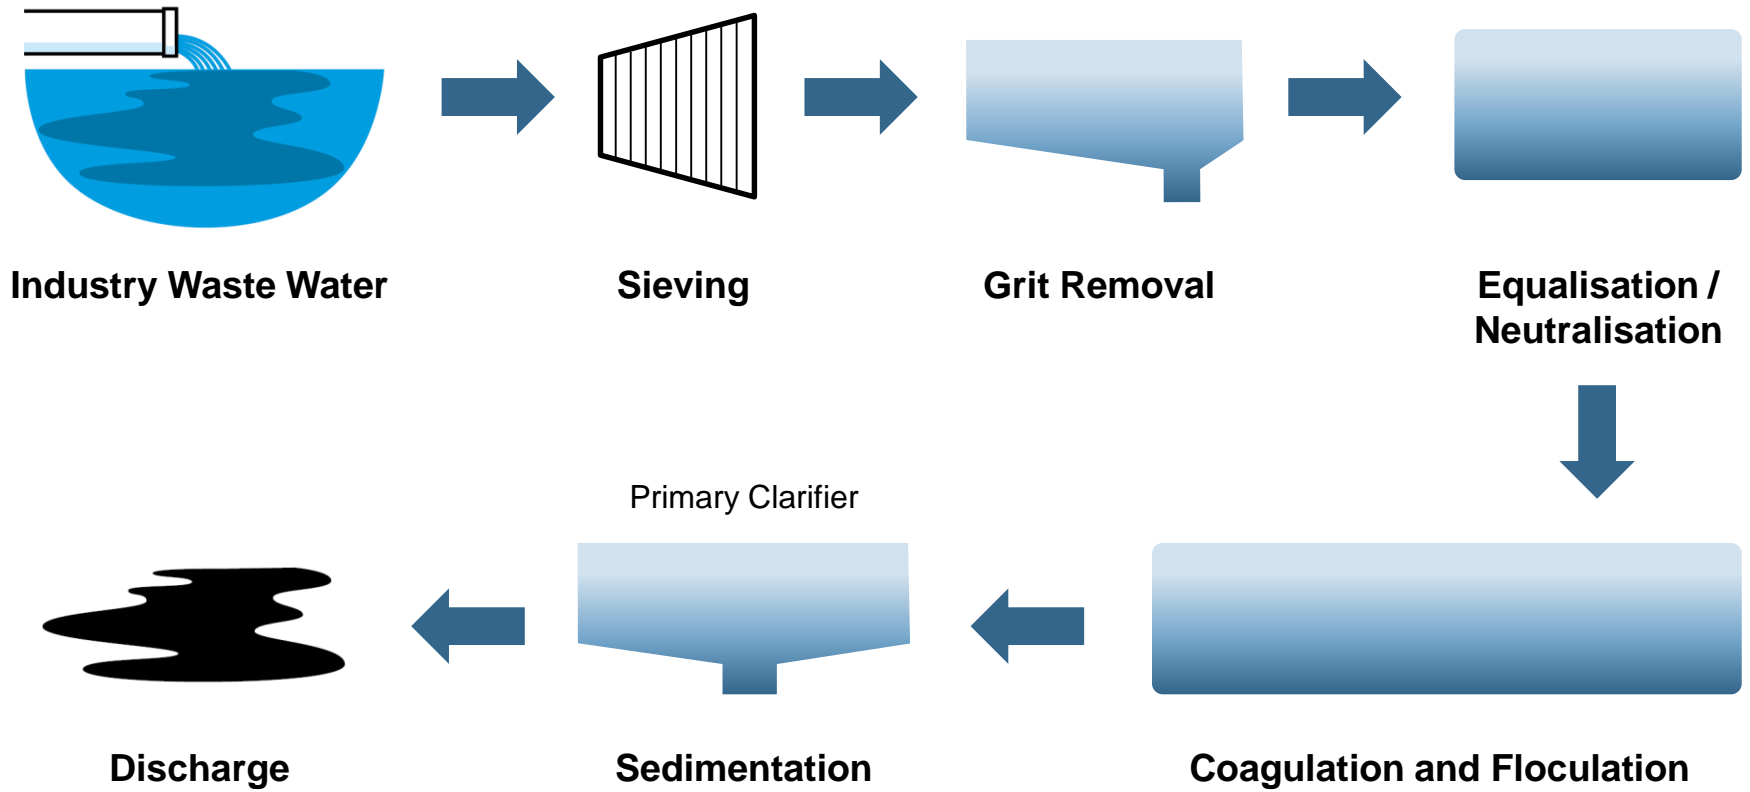 Industry Waste Water
Sieving
Grit Removal
Equalisation /
Neutralisation
Primary Clarifier
Discharge
Sedimentation
Coagulation and Floculation